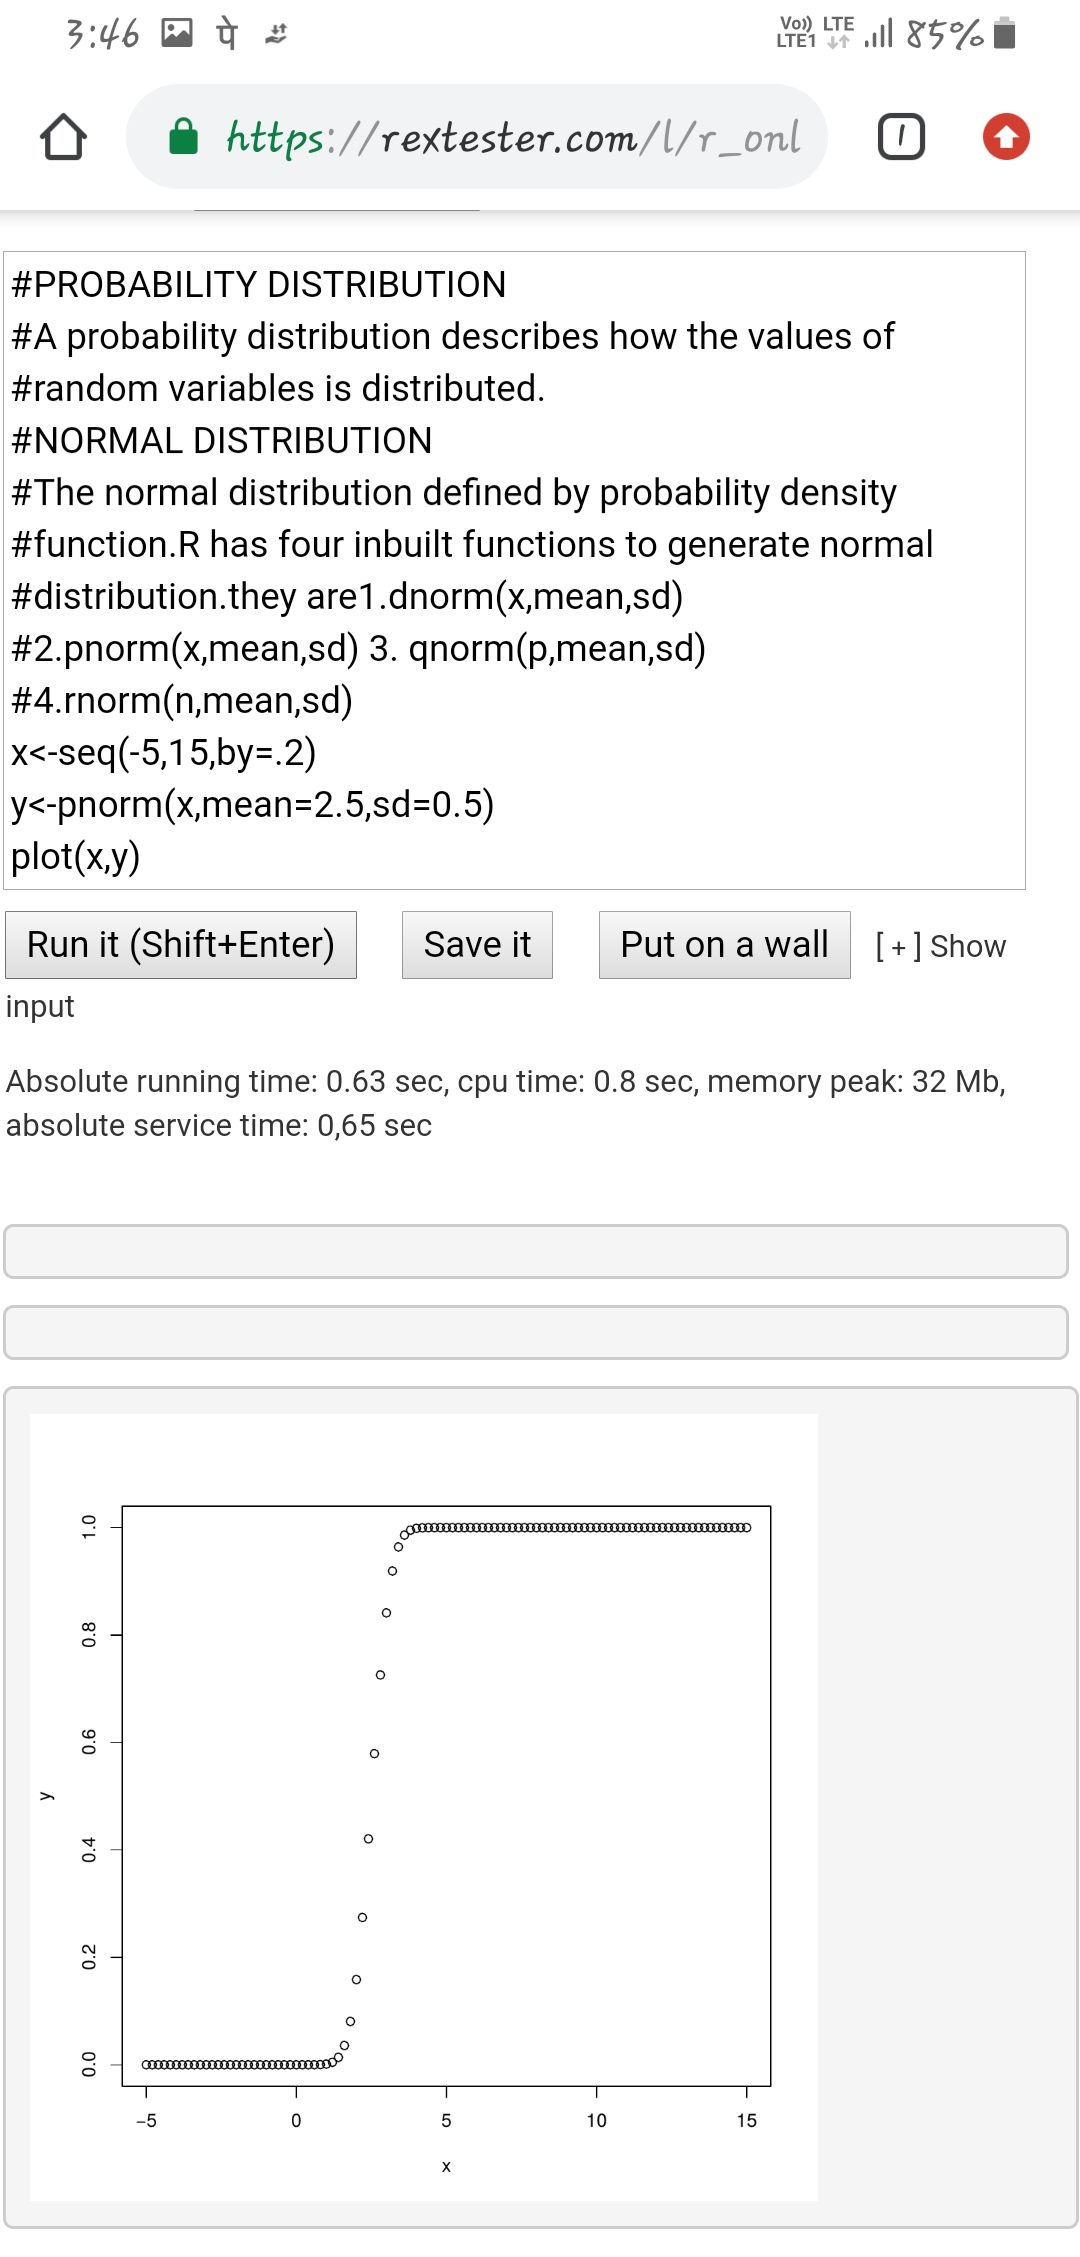 3:46 पे Vo)) LTE LTE1 85%
https://rextester.com/l/r_onl 1
#PROBABILITY DISTRIBUTION
#A probability distribution describes how the values of
#random variables is distributed.
#NORMAL DISTRIBUTION
#The normal distribution defined by probability density
#function.R has four inbuilt functions to generate normal
#distribution.they are1.dnorm(x,mean,sd)
#2.pnorm(x,mean,sd) 3. qnorm(p,mean,sd)
#4.rnorm(n,mean,sd)
x<-seq(-5,15,by=.2)
y<-pnorm(x,mean=2.5,sd=0.5)
plot(x,y)
Run it (Shift+Enter) Save it Put on a wall [ + ] Show
input
Absolute running time: 0.63 sec, cpu time: 0.8 sec, memory peak: 32 Mb,
absolute service time: 0,65 sec
1.0
0.8
0.6
y
0.4
0.2
0.0
−5 0 5 10 15
x